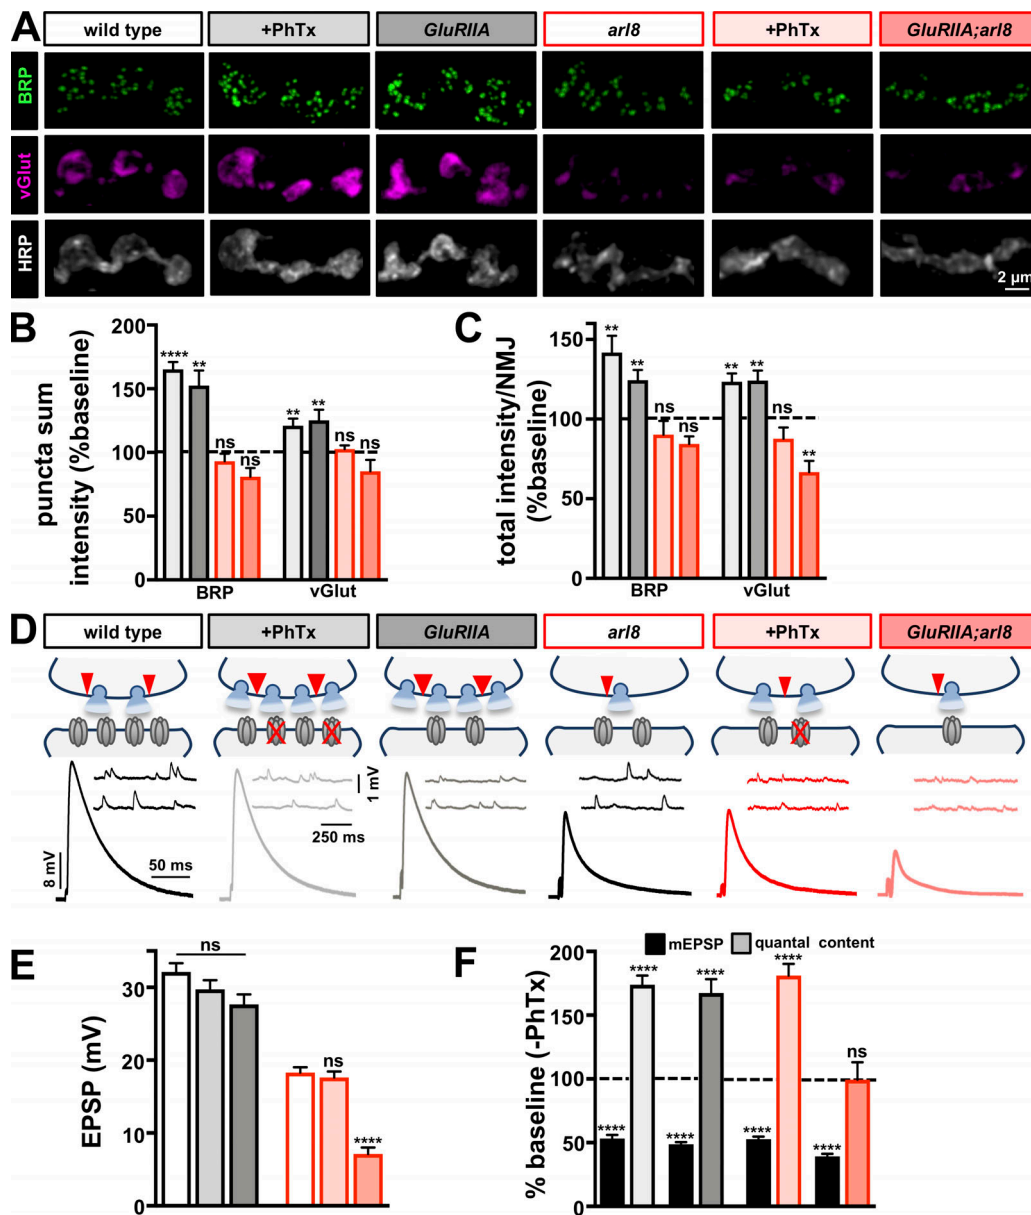 A
wild type
+PhTx
GluRIIA
arl8
+PhTx
GluRIIA;arl8
BRP
vGlut
HRP
2 µm
B
puncta sum
intensity (%baseline)
200
150
100
50
0
****
**
ns
ns
**
**
ns
ns
BRP
vGlut
C
total intensity/NMJ
(%baseline)
150
100
50
0
**
**
ns
ns
**
**
ns
**
BRP
vGlut
D
wild type
+PhTx
GluRIIA
arl8
+PhTx
GluRIIA;arl8
1 mV
250 ms
8 mV
50 ms
E
EPSP (mV)
30
20
10
0
ns
ns
****
F
mEPSP
quantal content
% baseline (-PhTx)
200
150
100
50
0
****
****
****
****
****
****
****
ns